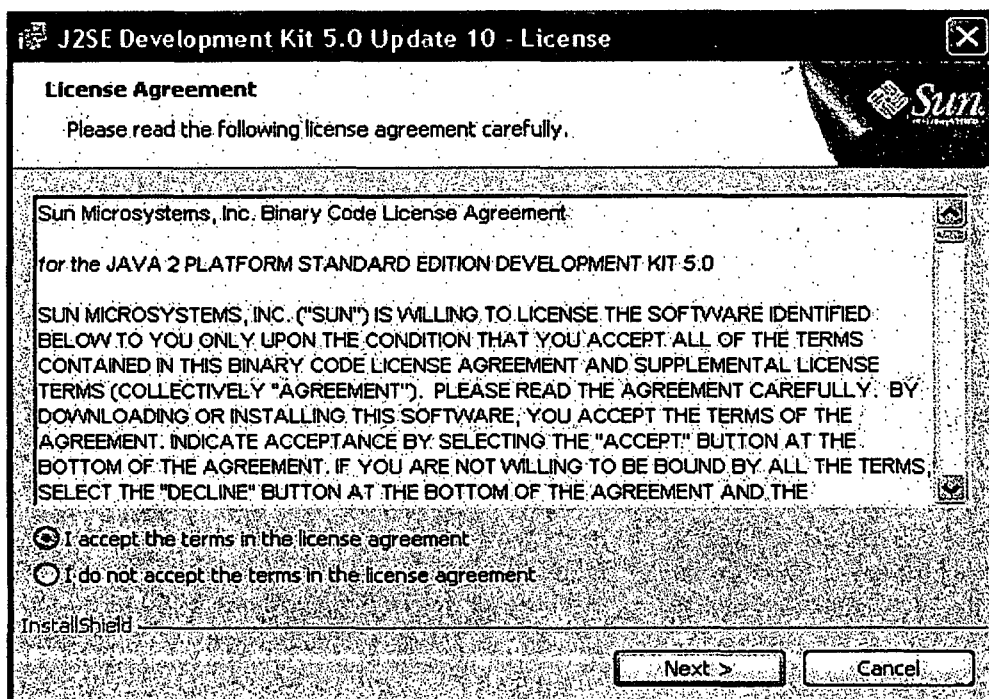 J2SE Development Kit 5.0 Update 10 - License
License Agreement
Please read the following license agreement carefully.
Sun
Sun Microsystems, Inc. Binary Code License Agreement
for the JAVA 2 PLATFORM STANDARD EDITION DEVELOPMENT KIT 5.0
SUN MICROSYSTEMS, INC. ("SUN") IS WILLING TO LICENSE THE SOFTWARE IDENTIFIED
BELOW TO YOU ONLY UPON THE CONDITION THAT YOU ACCEPT ALL OF THE TERMS
CONTAINED IN THIS BINARY CODE LICENSE AGREEMENT AND SUPPLEMENTAL LICENSE
TERMS (COLLECTIVELY "AGREEMENT"). PLEASE READ THE AGREEMENT CAREFULLY. BY
DOWNLOADING OR INSTALLING THIS SOFTWARE, YOU ACCEPT THE TERMS OF THE
AGREEMENT. INDICATE ACCEPTANCE BY SELECTING THE "ACCEPT" BUTTON AT THE
BOTTOM OF THE AGREEMENT. IF YOU ARE NOT WILLING TO BE BOUND BY ALL THE TERMS,
SELECT THE "DECLINE" BUTTON AT THE BOTTOM OF THE AGREEMENT AND THE
I accept the terms in the license agreement
I do not accept the terms in the license agreement
InstallShield
Next >
Cancel